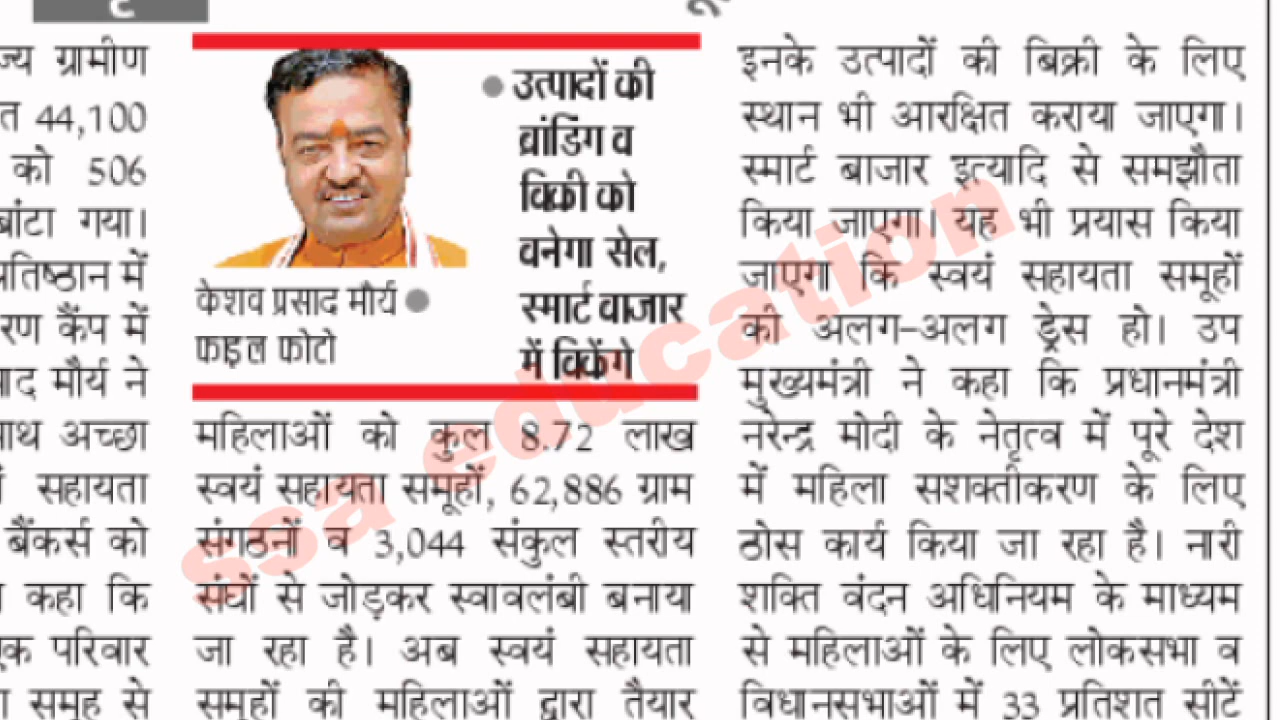 ग्रामीण
44,100
को 506
बांटा गया।
में
कैंप में
मौर्य ने
अच्छा
सहायता
बैंकर्स को
कहा कि
परिवार
समूह से
उत्पादों की
ब्रांडिंग व
बिक्री को
बनेगा सेल,
स्मार्ट बाजार
में बिकेंगे
केशव प्रसाद मौर्य
फाइल फोटो
महिलाओं को कुल 8.72 लाख
स्वयं सहायता समूहों, 62,886 ग्राम
संगठनों व 3,044 संकुल स्तरीय
संघों से जोड़कर स्वावलंबी बनाया
जा रहा है। अब स्वयं सहायता
समूहों की महिलाओं द्वारा तैयार
इनके उत्पादों की बिक्री के लिए
स्थान भी आरक्षित कराया जाएगा।
स्मार्ट बाजार इत्यादि से समझौता
किया जाएगा। यह भी प्रयास किया
जाएगा कि स्वयं सहायता समूहों
की अलग-अलग ड्रेस हो। उप
मुख्यमंत्री ने कहा कि प्रधानमंत्री
नरेन्द्र मोदी के नेतृत्व में पूरे देश
में महिला सशक्तीकरण के लिए
ठोस कार्य किया जा रहा है। नारी
शक्ति वंदन अधिनियम के माध्यम
से महिलाओं के लिए लोकसभा व
विधानसभाओं में 33 प्रतिशत सीटें
ssa education